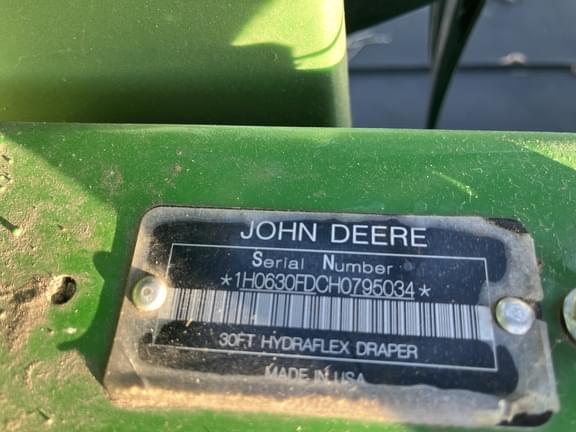 JOHN DEERE
Serial Number
*1H0630FDCH0795034*
30FT HYDRAFLEX DRAPER
MADE IN USA